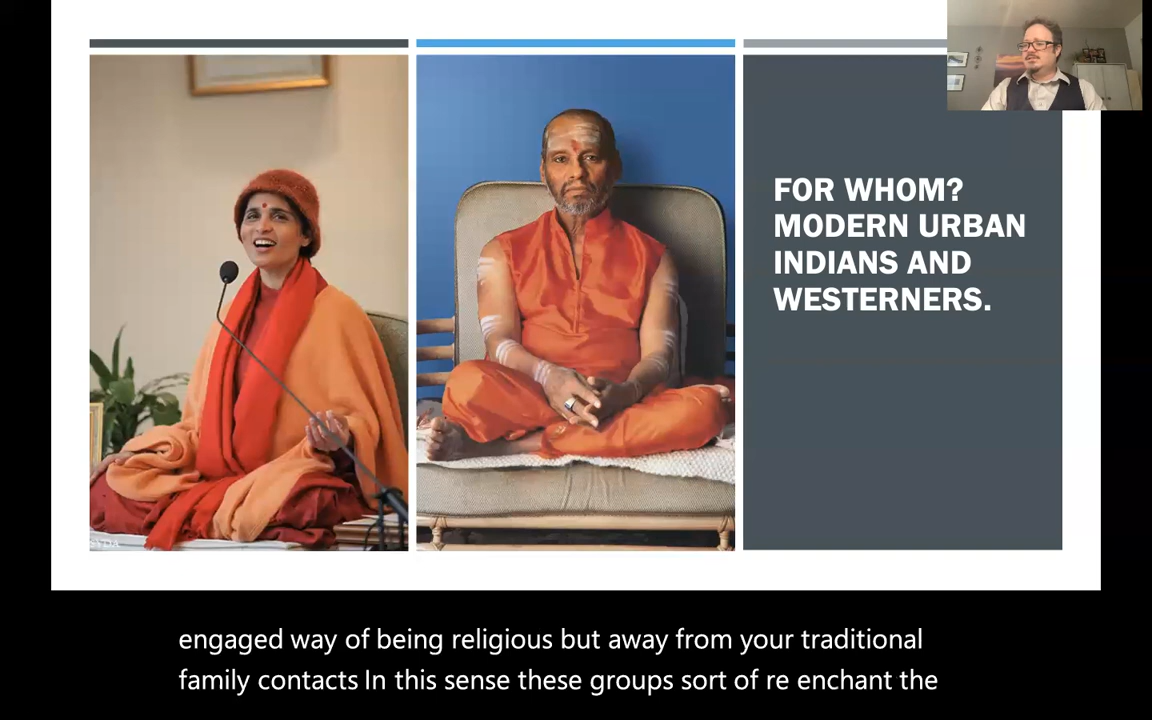 FOR WHOM?
MODERN URBAN
INDIANS AND
WESTERNERS.
engaged way of being religious but away from your traditional
family contacts In this sense these groups sort of re enchant the